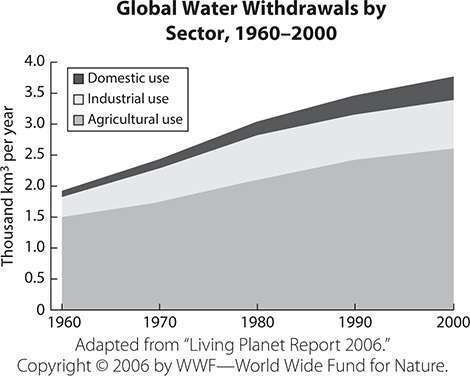 Global Water Withdrawals by
Sector, 1960–2000
Thousand km³ per year
4.0
3.5
3.0
2.5
2.0
1.5
1.0
0.5
0
Domestic use
Industrial use
Agricultural use
1960 1970 1980 1990 2000
Adapted from “Living Planet Report 2006.”
Copyright © 2006 by WWF—World Wide Fund for Nature.